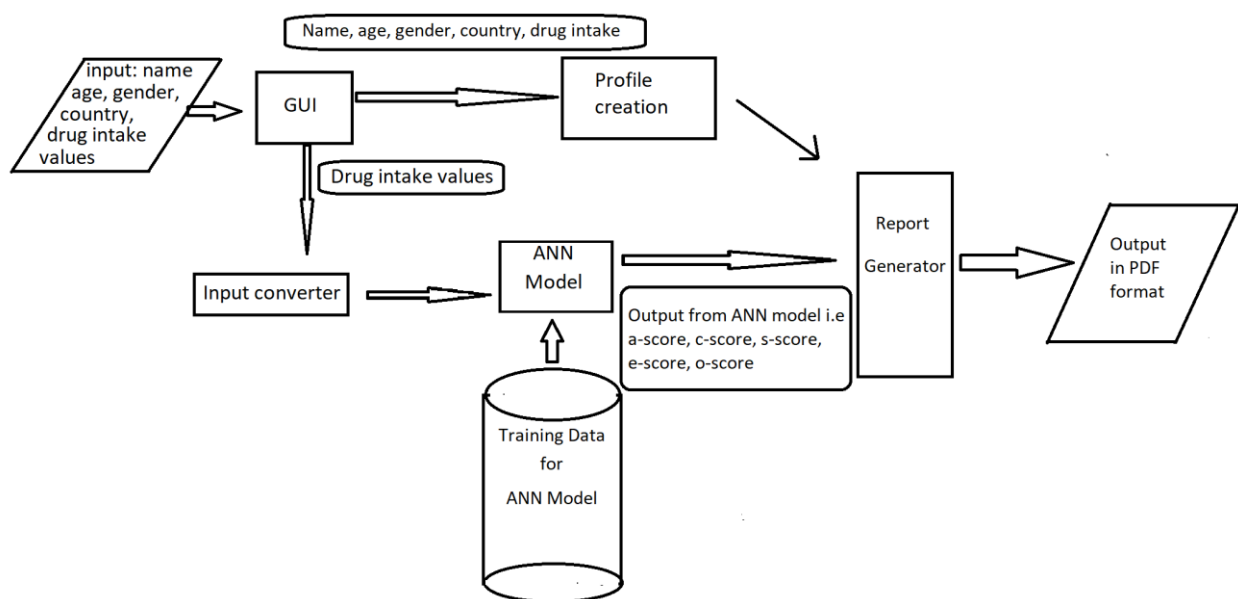 Name, age, gender, country, drug intake
input: name
age, gender,
country,
drug intake
values
GUI
Profile
creation
Drug intake values
Input converter
ANN
Model
Output from ANN model i.e
a-score, c-score, s-score,
e-score, o-score
Report
Generator
Output
in PDF
format
Training Data
for
ANN Model